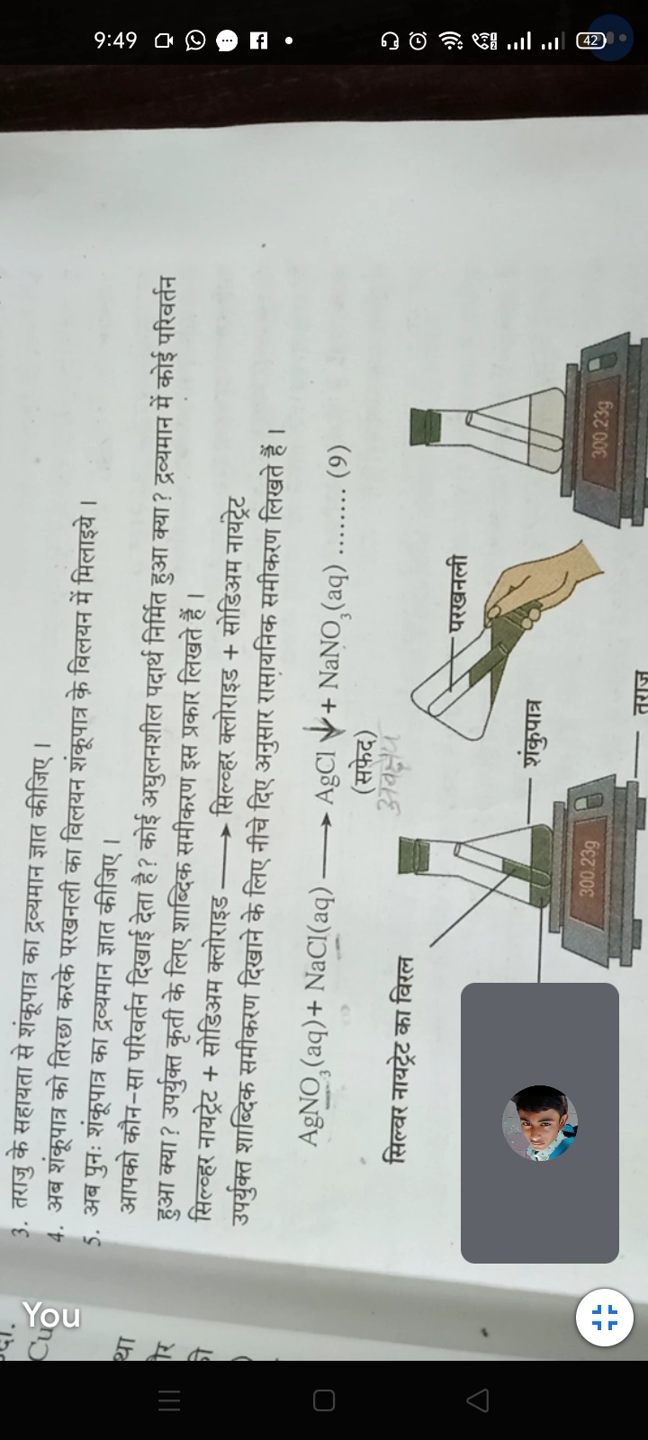 9:49
42
3. तराजु के सहायता से शंकूपात्र का द्रव्यमान ज्ञात कीजिए ।
4. अब शंकूपात्र को तिरछा करके परखनली का विलयन शंकूपात्र के विलयन में मिलाइये ।
5. अब पुनः शंकूपात्र का द्रव्यमान ज्ञात कीजिए ।
आपको कौन-सा परिवर्तन दिखाई देता है? कोई अघुलनशील पदार्थ निर्मित हुआ क्या? द्रव्यमान में कोई परिवर्तन
हुआ क्या? उपर्युक्त कृती के लिए शाब्दिक समीकरण इस प्रकार लिखते हैं ।
सिल्व्हर नायट्रेट + सोडिअम क्लोराइड ⟶ सिल्व्हर क्लोराइड + सोडिअम नायट्रेट
उपर्युक्त शाब्दिक समीकरण दिखाने के लिए नीचे दिए अनुसार रासायनिक समीकरण लिखते हैं ।
AgNO₃(aq)+ NaCl(aq) ⟶ AgCl ↓ + NaNO₃(aq) ........ (9)
(सफेद)
अवक्षेप
सिल्वर नायट्रेट का विरल
शंकुपात्र
परखनली
300.23g
300.23g
तराजु
Cu
था
You